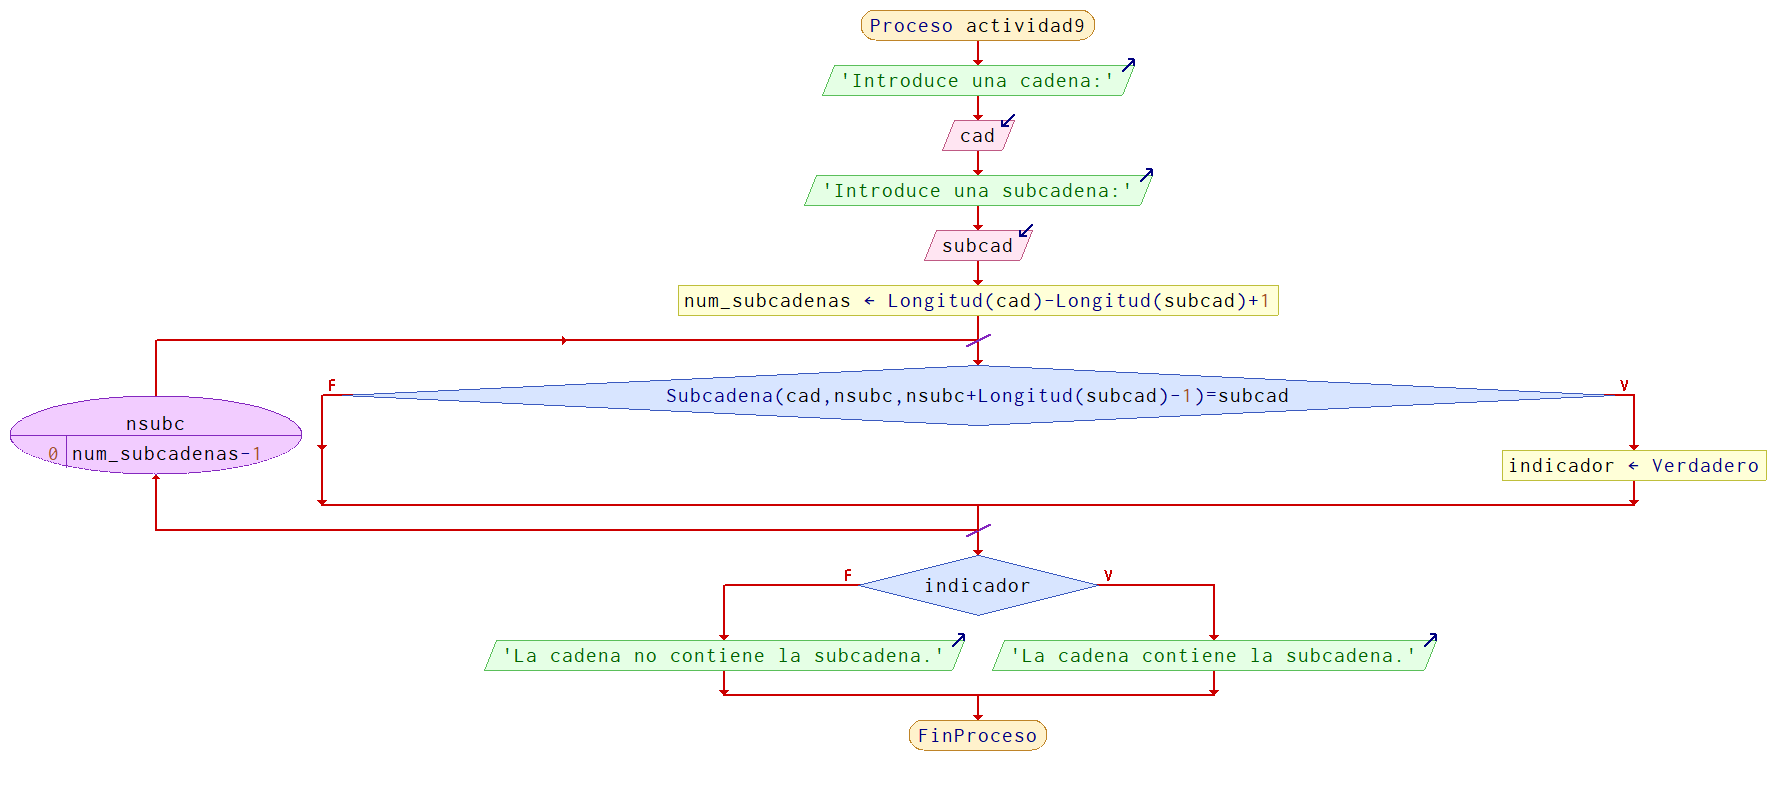 Proceso actividad9
'Introduce una cadena:'
cad
'Introduce una subcadena:'
subcad
num_subcadenas ← Longitud(cad)-Longitud(subcad)+1
F
V
Subcadena(cad,nsubc,nsubc+Longitud(subcad)-1)=subcad
nsubc
0 num_subcadenas-1
indicador ← Verdadero
F
V
indicador
'La cadena no contiene la subcadena.'
'La cadena contiene la subcadena.'
FinProceso